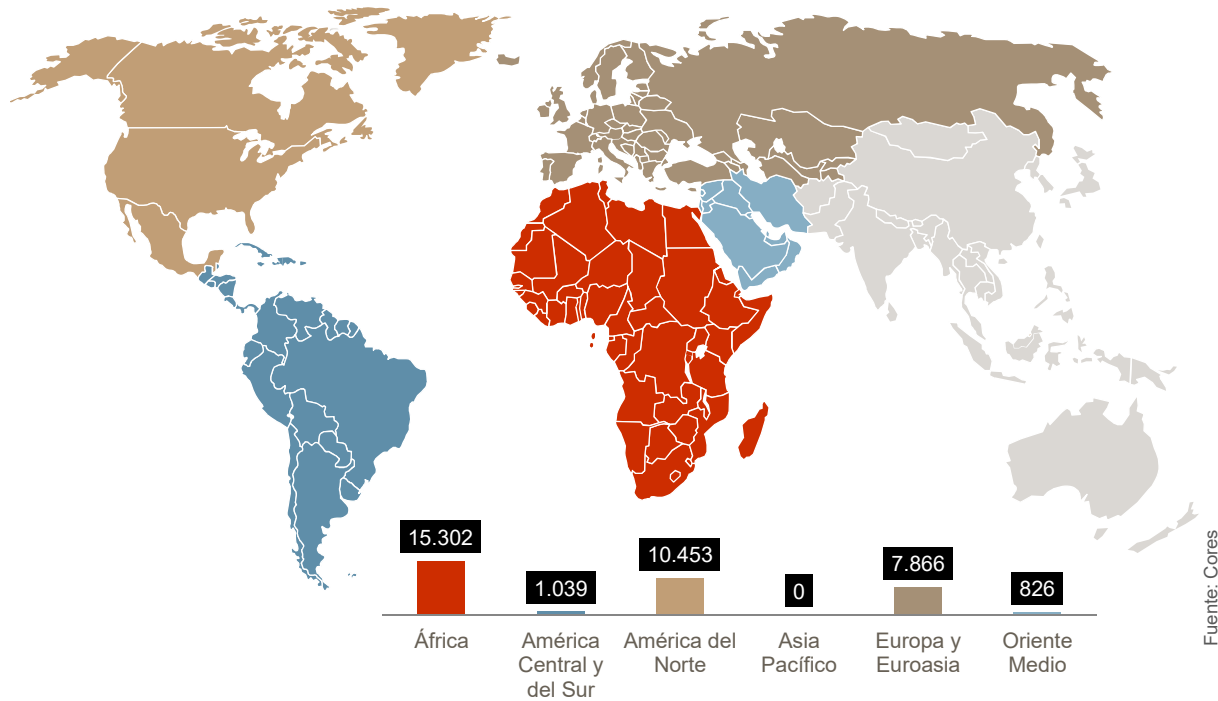 15.302
1.039
10.453
0
7.866
826
África
América
Central y
del Sur
América del
Norte
Asia
Pacífico
Europa y
Euroasia
Oriente
Medio
Fuente: Cores